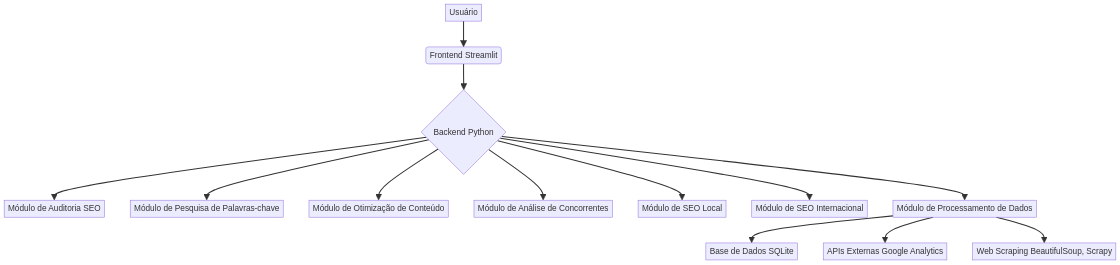 Usuário
Frontend Streamlit
Backend Python
Módulo de Auditoria SEO
Módulo de Pesquisa de Palavras-chave
Módulo de Otimização de Conteúdo
Módulo de Análise de Concorrentes
Módulo de SEO Local
Módulo de SEO Internacional
Módulo de Processamento de Dados
Base de Dados SQLite
APIs Externas Google Analytics
Web Scraping BeautifulSoup, Scrapy